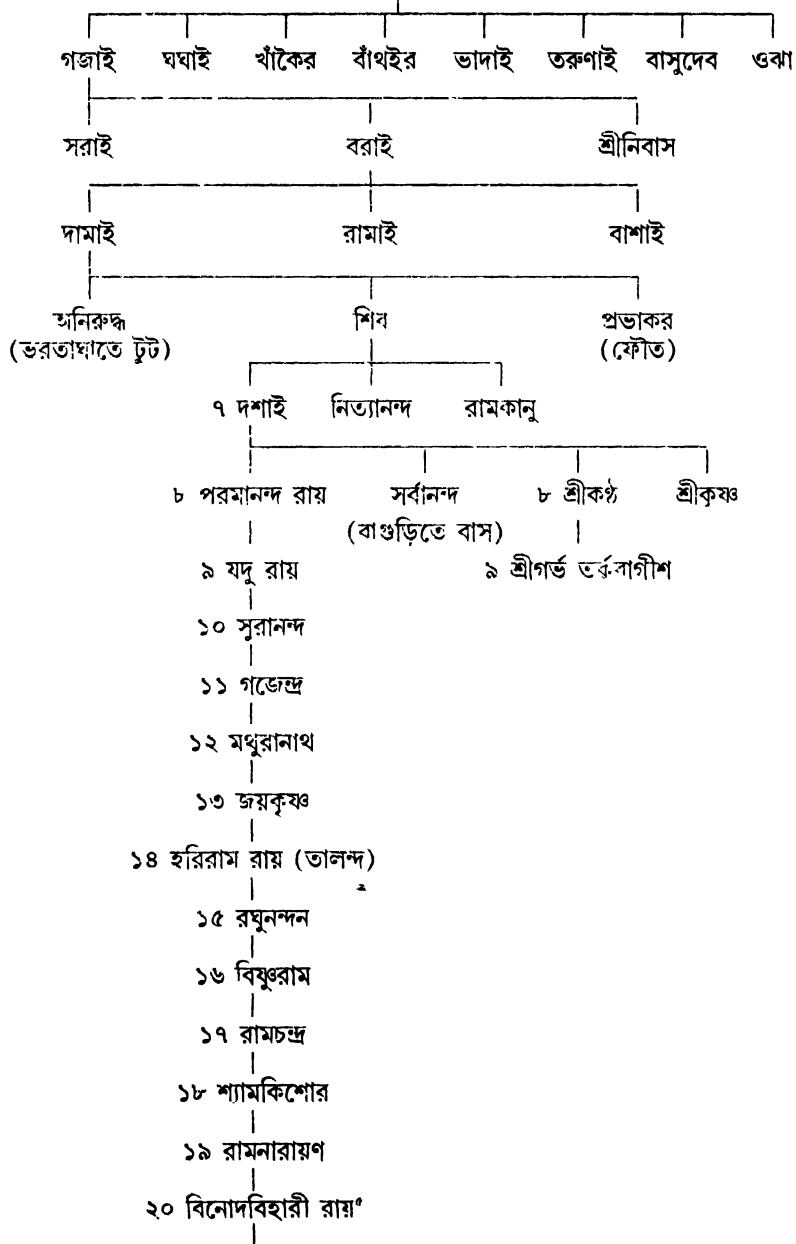 গজাই ঘঘাই খাঁকৈর বাঁথইর ভাদাই তরুণাই বাসুদেব ওঝা
সরাই বরাই শ্রীনিবাস
দামাই রামাই বাশাই
অনিরুদ্ধ শিব প্রভাকর
(ভরতাঘাতে টুট) (ফৌত)
৭ দশাই নিত্যানন্দ রামকানু
৮ পরমানন্দ রায় সর্বানন্দ ৮ শ্রীকণ্ঠ শ্রীকৃষ্ণ
(বাগুড়িতে বাস)
৯ যদু রায় ৯ শ্রীগর্ভ তর্কবাগীশ
১০ সুরানন্দ
১১ গজেন্দ্র
১২ মথুরানাথ
১৩ জয়কৃষ্ণ
১৪ হরিরাম রায় (তালন্দ)
১৫ রঘুনন্দন
১৬ বিষ্ণুরাম
১৭ রামচন্দ্র
১৮ শ্যামকিশোর
১৯ রামনারায়ণ
২০ বিনোদবিহারী রায়